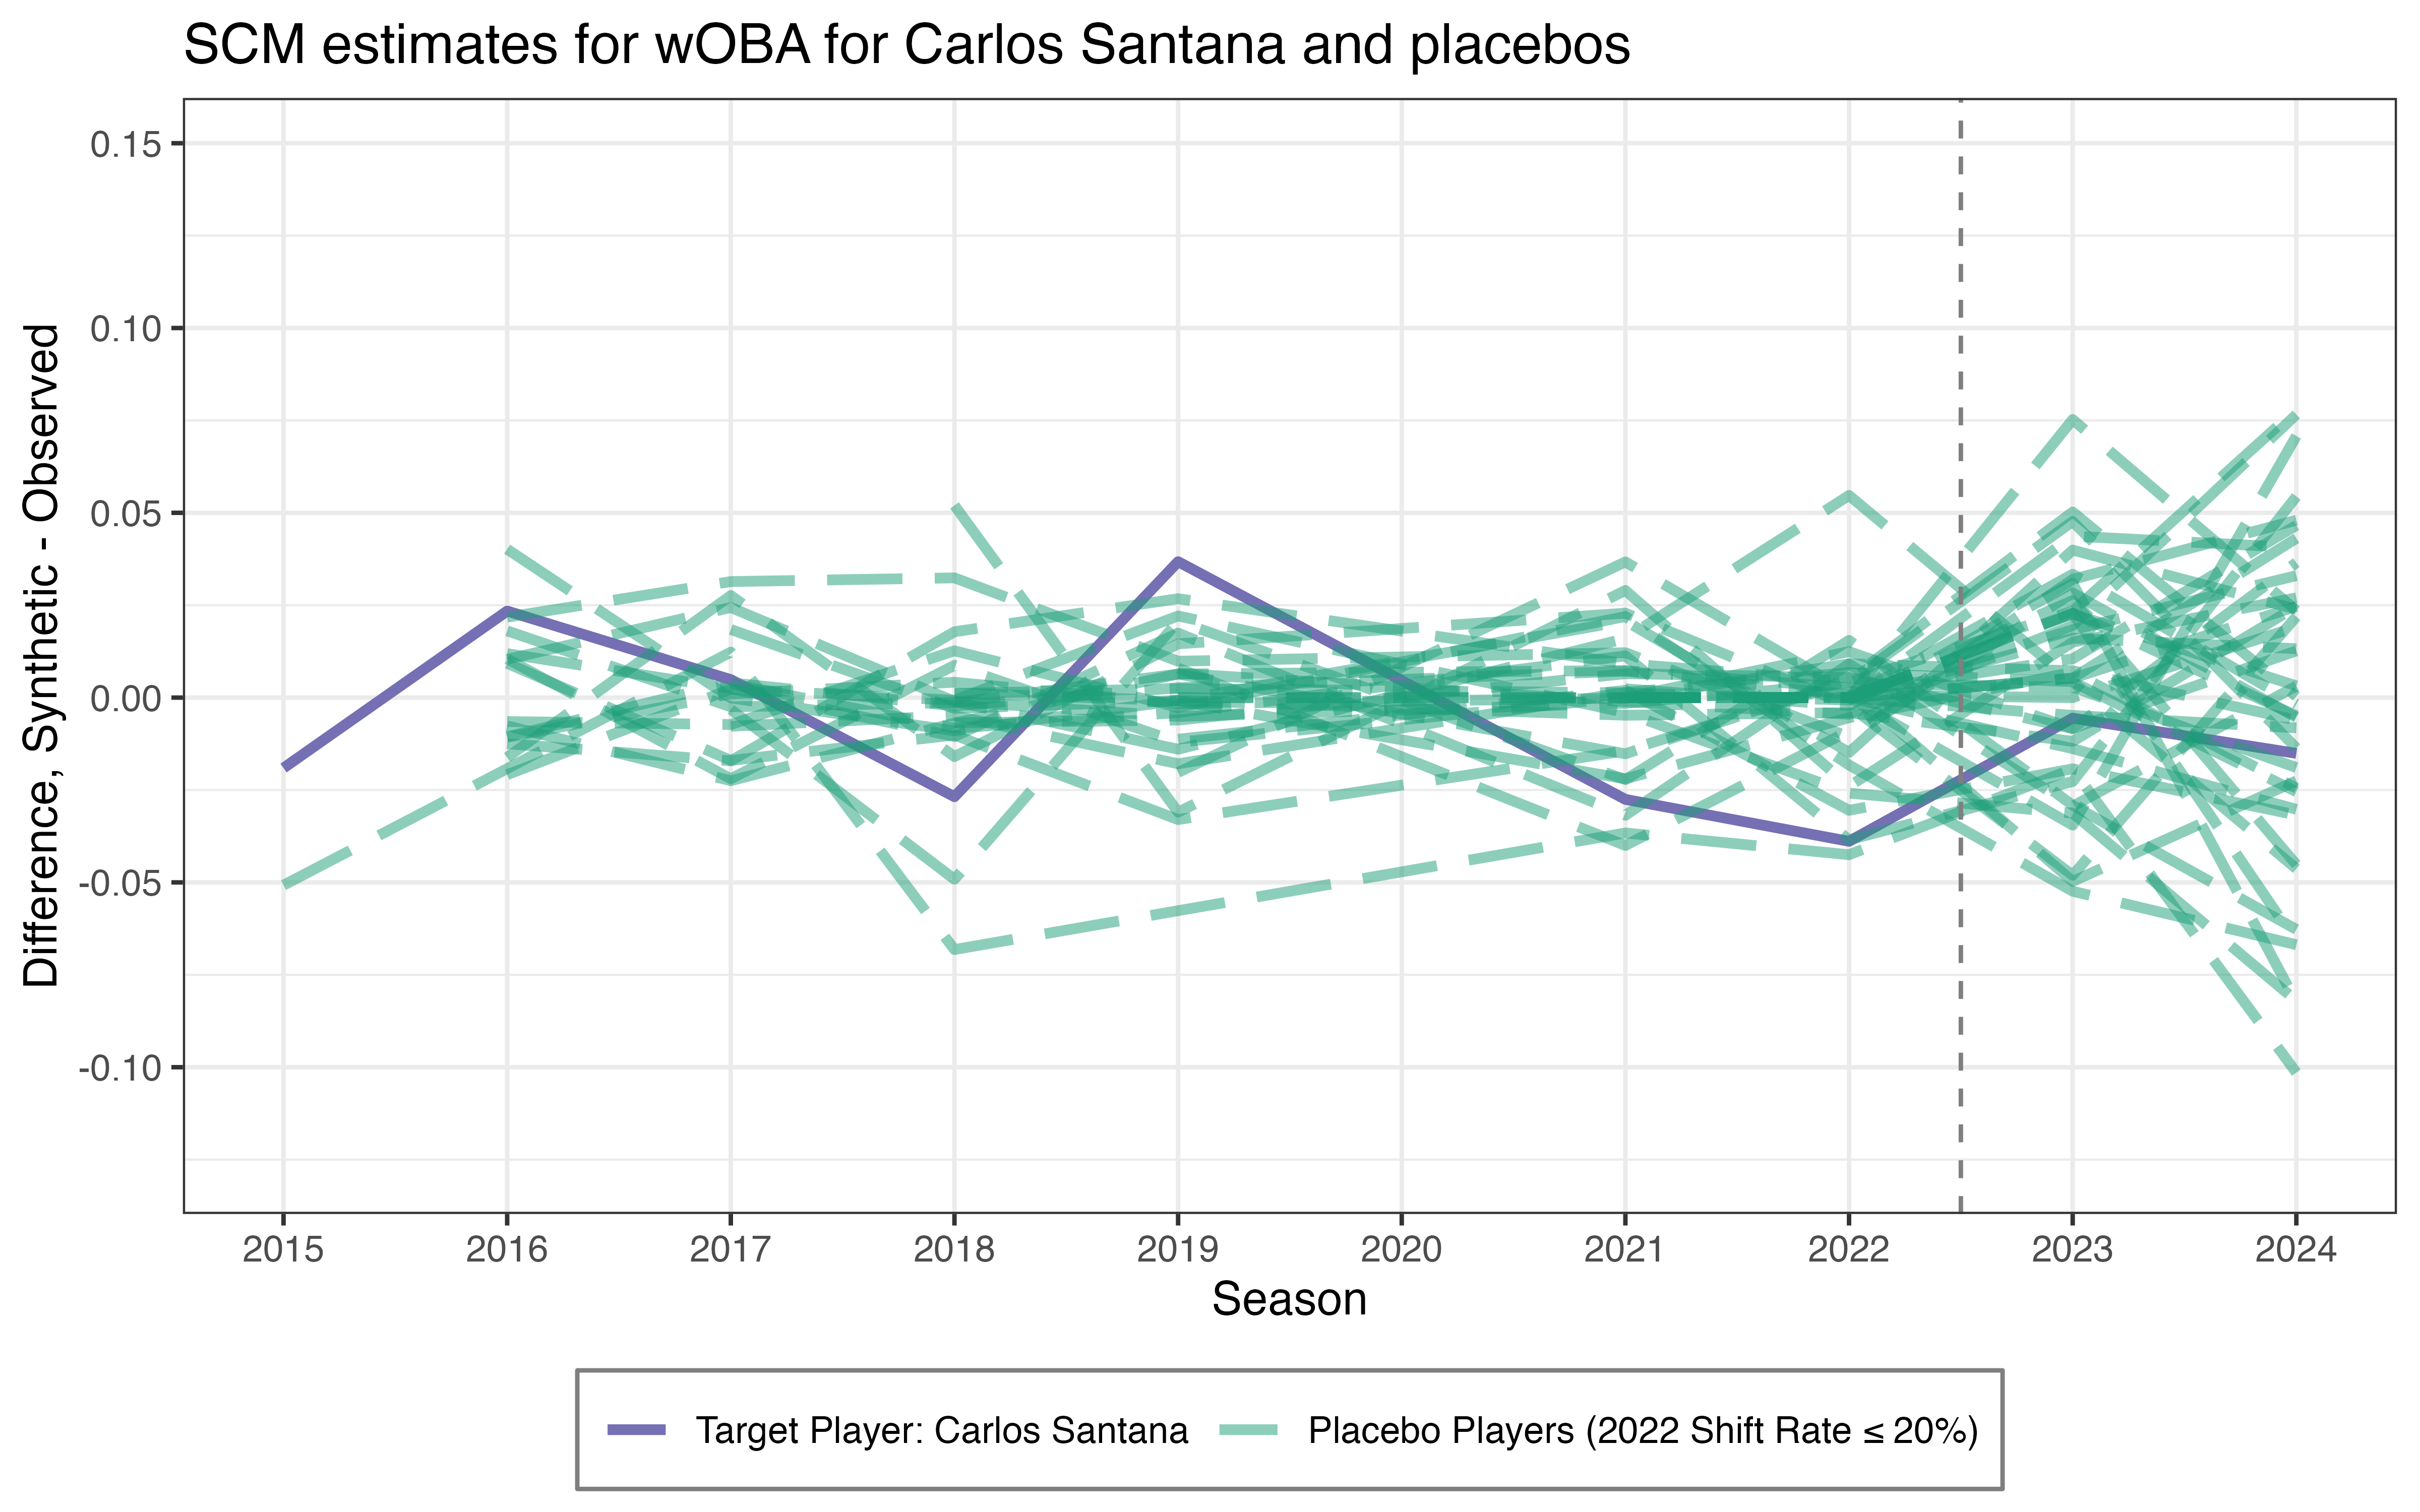 SCM estimates for wOBA for Carlos Santana and placebos
Difference, Synthetic - Observed
0.15
0.10
0.05
0.00
-0.05
-0.10
2015 2016 2017 2018 2019 2020 2021 2022 2023 2024
Season
Target Player: Carlos Santana Placebo Players (2022 Shift Rate ≤ 20%)